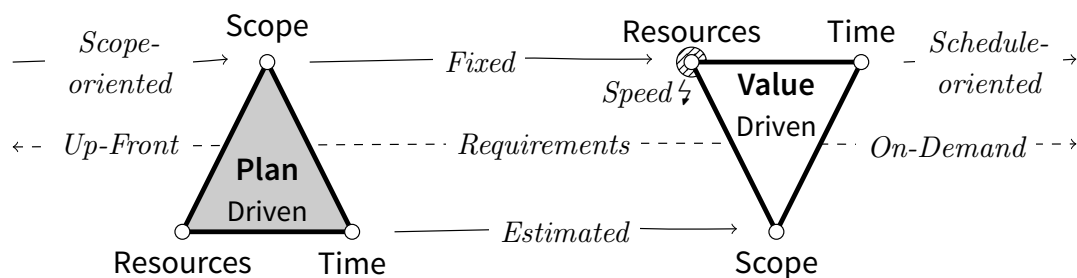 Scope
Resources Time
Scope-
oriented
Fixed
Schedule-
oriented
Speed
Value
Driven
Up-Front
Requirements
On-Demand
Plan
Driven
Estimated
Resources Time
Scope